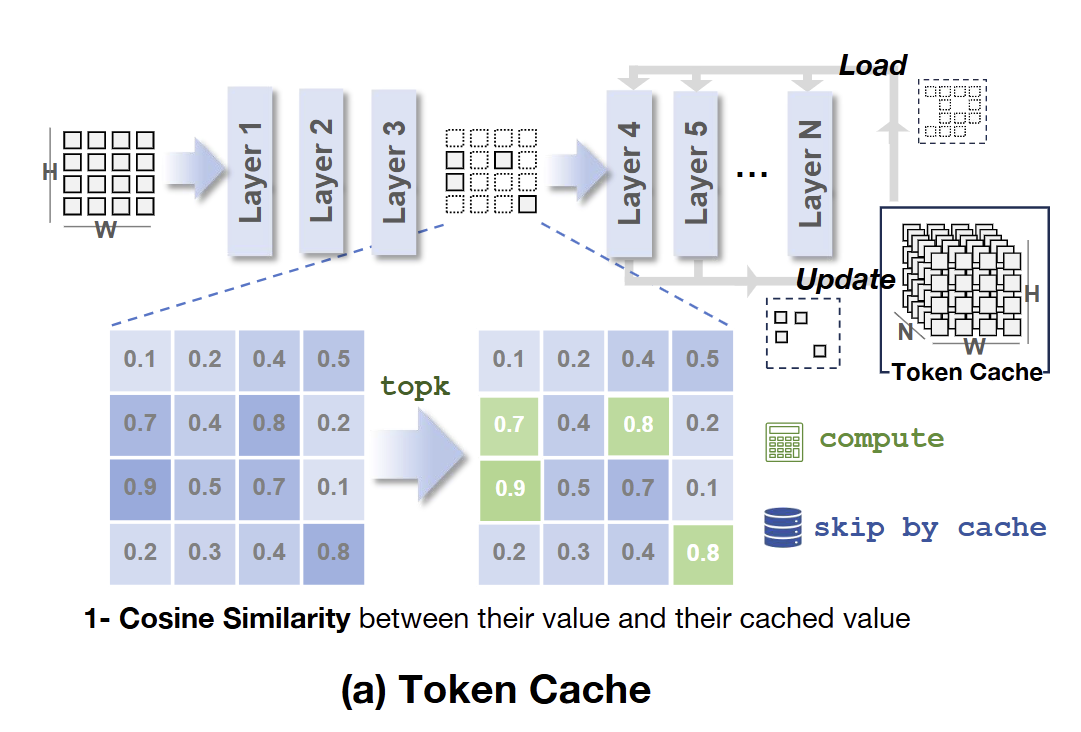 Load
H
W
Layer 1
Layer 2
Layer 3
Layer 4
Layer 5
...
Layer N
Update
N
W
H
Token Cache
0.1 0.2 0.4 0.5
0.7 0.4 0.8 0.2
0.9 0.5 0.7 0.1
0.2 0.3 0.4 0.8
topk
0.1 0.2 0.4 0.5
0.7 0.4 0.8 0.2
0.9 0.5 0.7 0.1
0.2 0.3 0.4 0.8
compute
skip by cache
1- Cosine Similarity between their value and their cached value
(a) Token Cache